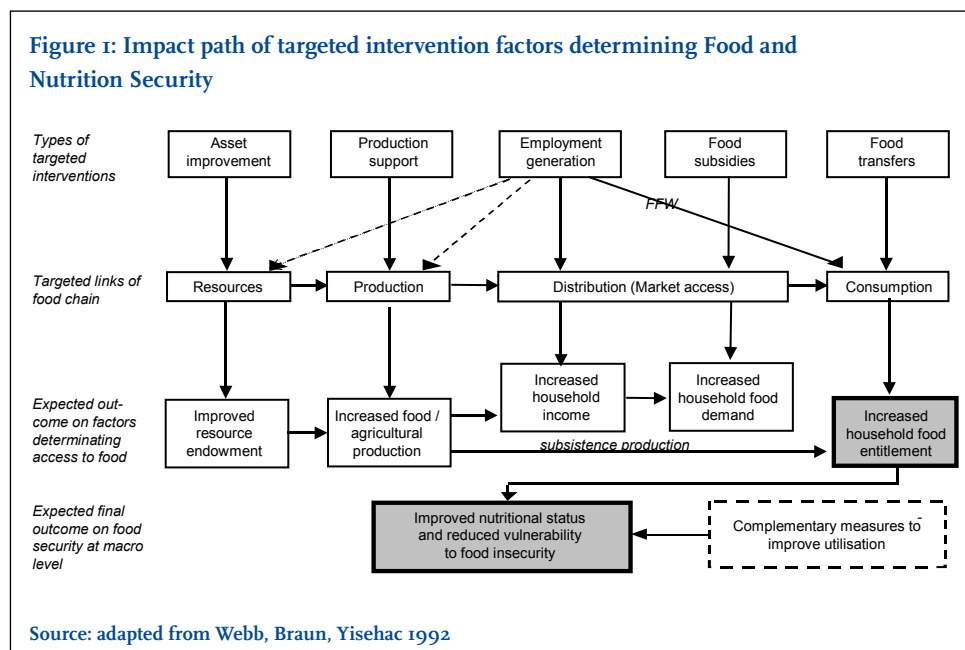 Figure 1: Impact path of targeted intervention factors determining Food and
Nutrition Security
Types of
targeted
interventions
Asset
improvement
Production
support
Employment
generation
Food
subsidies
Food
transfers
FFW
Targeted links of
food chain
Resources
Production
Distribution (Market access)
Consumption
Expected out-
come on factors
determining
access to food
Improved
resource
endowment
Increased food /
agricultural
production
Increased
household
income
Increased
household food
demand
Increased
household food
entitlement
subsistence production
Expected final
outcome on food
security at macro
level
Improved nutritional status
and reduced vulnerability
to food insecurity
Complementary measures to
improve utilisation
Source: adapted from Webb, Braun, Yisehac 1992